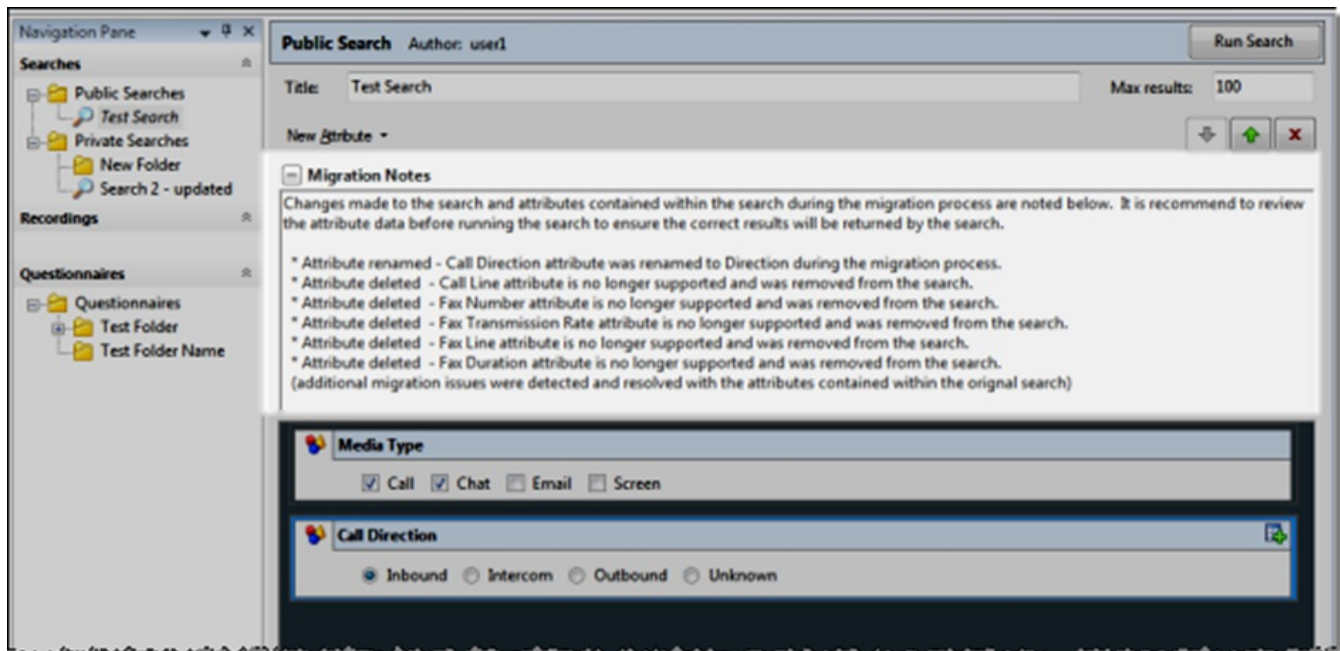 Navigation Pane
Searches
Public Searches
Test Search
Private Searches
New Folder
Search 2 - updated
Recordings
Questionnaires
Questionnaires
Test Folder
Test Folder Name
Public Search Author: user1
Run Search
Title: Test Search
Max results: 100
New Attribute
Migration Notes
Changes made to the search and attributes contained within the search during the migration process are noted below. It is recommend to review
the attribute data before running the search to ensure the correct results will be returned by the search.
* Attribute renamed - Call Direction attribute was renamed to Direction during the migration process.
* Attribute deleted - Call Line attribute is no longer supported and was removed from the search.
* Attribute deleted - Fax Number attribute is no longer supported and was removed from the search.
* Attribute deleted - Fax Transmission Rate attribute is no longer supported and was removed from the search.
* Attribute deleted - Fax Line attribute is no longer supported and was removed from the search.
* Attribute deleted - Fax Duration attribute is no longer supported and was removed from the search.
(additional migration issues were detected and resolved with the attributes contained within the orignal search)
Media Type
Call Chat Email Screen
Call Direction
Inbound Intercom Outbound Unknown